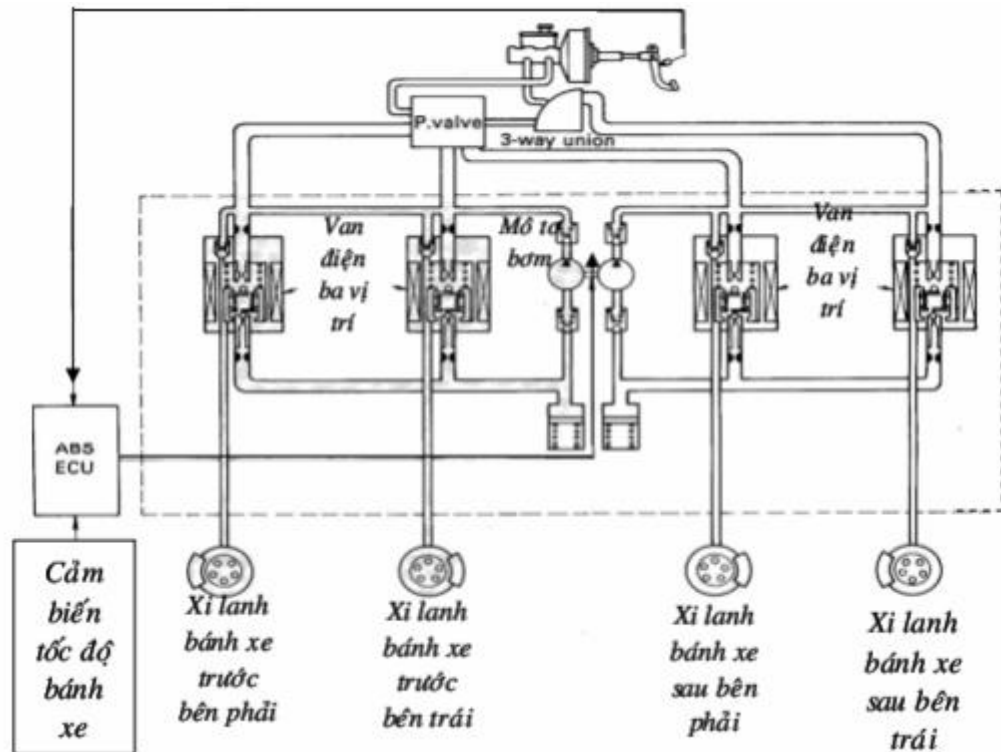 P.valve
3-way union
Van
điện
ba vị
trí
Mô tơ
bơm
Van
điện
ba vị
trí
ABS
ECU
Cảm
biến
tốc độ
bánh
xe
Xi lanh
bánh xe
trước
bên phải
Xi lanh
bánh xe
trước
bên trái
Xi lanh
bánh xe
sau bên
phải
Xi lanh
bánh xe
sau bên
trái